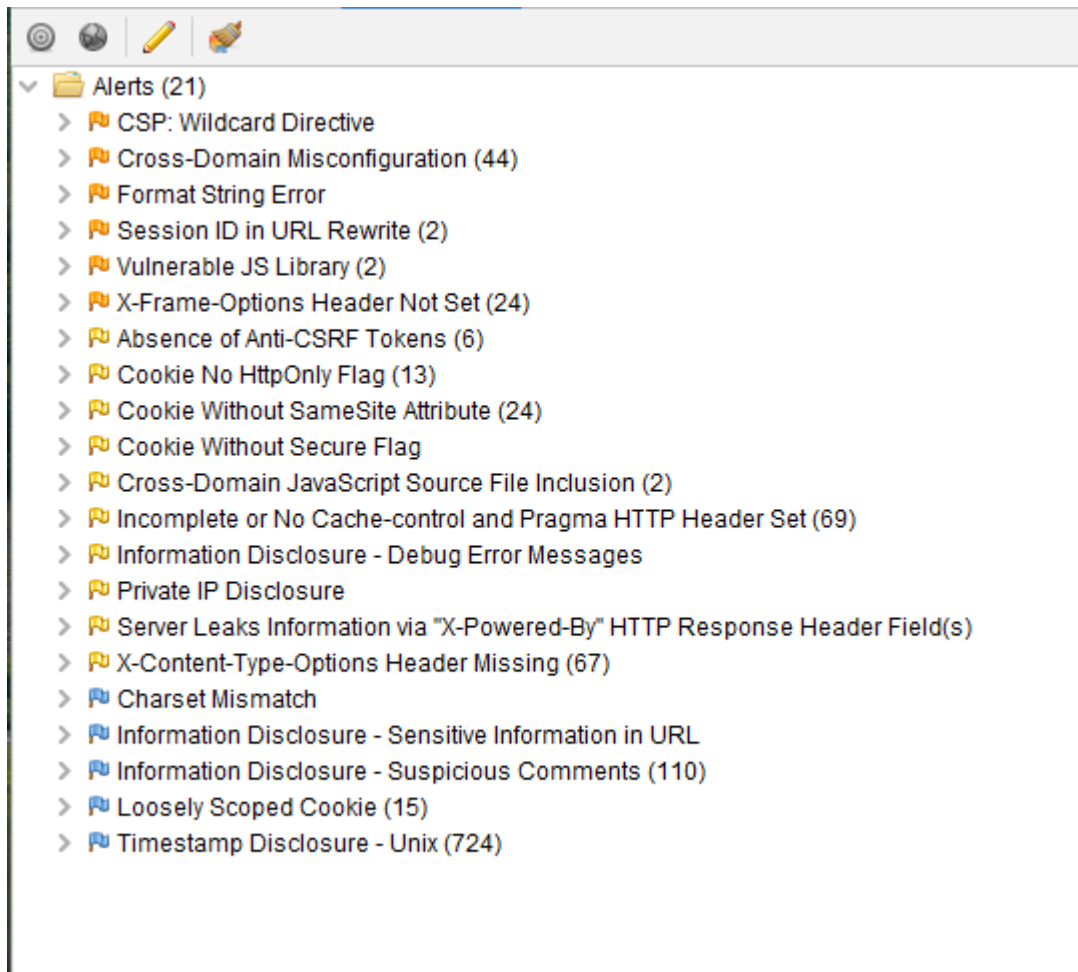 Alerts (21)
CSP: Wildcard Directive
Cross-Domain Misconfiguration (44)
Format String Error
Session ID in URL Rewrite (2)
Vulnerable JS Library (2)
X-Frame-Options Header Not Set (24)
Absence of Anti-CSRF Tokens (6)
Cookie No HttpOnly Flag (13)
Cookie Without SameSite Attribute (24)
Cookie Without Secure Flag
Cross-Domain JavaScript Source File Inclusion (2)
Incomplete or No Cache-control and Pragma HTTP Header Set (69)
Information Disclosure - Debug Error Messages
Private IP Disclosure
Server Leaks Information via "X-Powered-By" HTTP Response Header Field(s)
X-Content-Type-Options Header Missing (67)
Charset Mismatch
Information Disclosure - Sensitive Information in URL
Information Disclosure - Suspicious Comments (110)
Loosely Scoped Cookie (15)
Timestamp Disclosure - Unix (724)